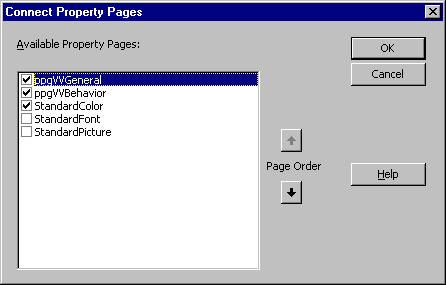 Connect Property Pages
Available Property Pages:
OK
Cancel
ppgVVGeneral
ppgVVBehavior
StandardColor
StandardFont
StandardPicture
Page Order
Help